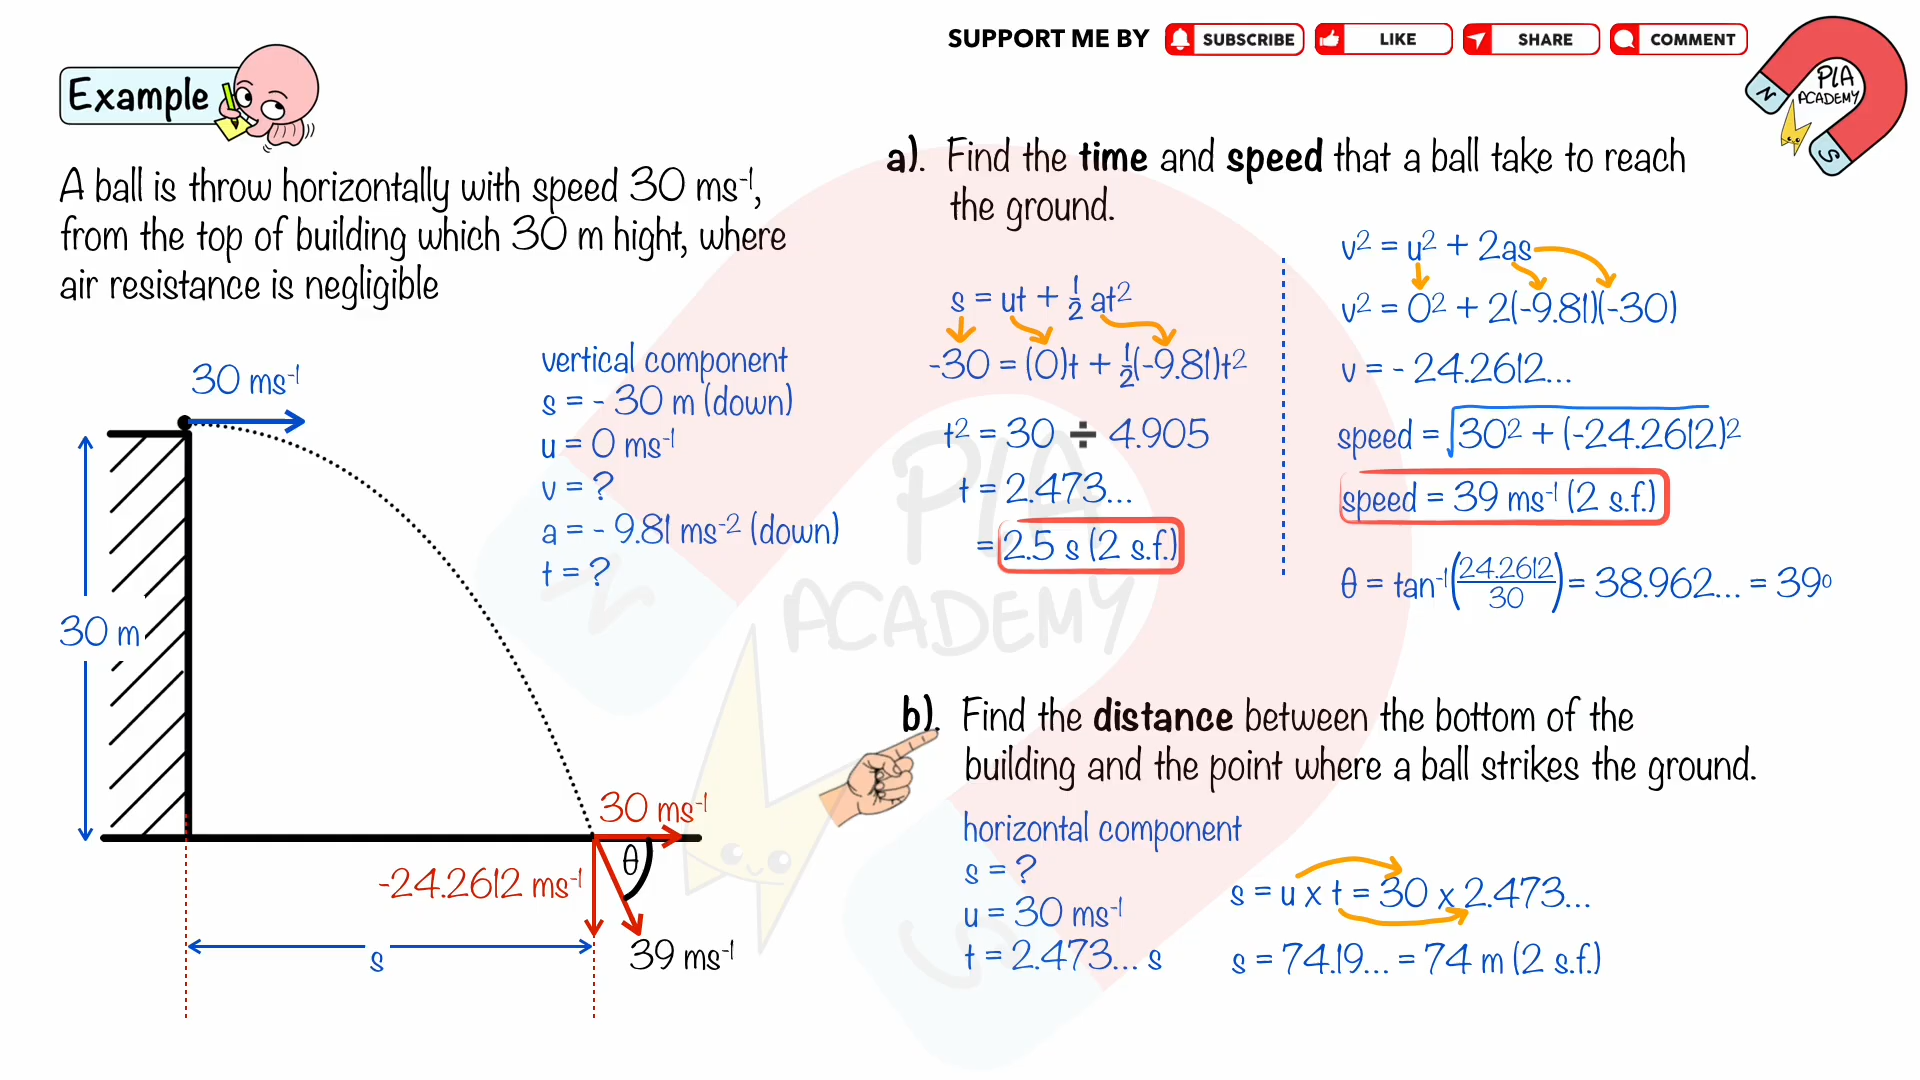 SUPPORT ME BY SUBSCRIBE LIKE SHARE COMMENT
PLA
ACADEMY
N
S
Example
A ball is throw horizontally with speed 30 ms⁻¹,
from the top of building which 30 m hight, where
air resistance is negligible
30 ms⁻¹
30 m
vertical component
s = - 30 m (down)
u = 0 ms⁻¹
v = ?
a = - 9.81 ms⁻² (down)
t = ?
30 ms⁻¹
θ
-24.2612 ms⁻¹
39 ms⁻¹
s
a). Find the time and speed that a ball take to reach
the ground.
s = ut + ½ at²
-30 = (0)t + ½(-9.81)t²
t² = 30 ÷ 4.905
t = 2.473...
= 2.5 s (2 s.f.)
v² = u² + 2as
v² = 0² + 2(-9.81)(-30)
v = - 24.2612...
speed = √30² + (-24.2612)²
speed = 39 ms⁻¹ (2 s.f.)
θ = tan⁻¹(24.2612/30) = 38.962... = 39⁰
b). Find the distance between the bottom of the
building and the point where a ball strikes the ground.
horizontal component
s = ?
u = 30 ms⁻¹
t = 2.473... s
s = u x t = 30 x 2.473...
s = 74.19... = 74 m (2 s.f.)
PLA
ACADEMY
N
S